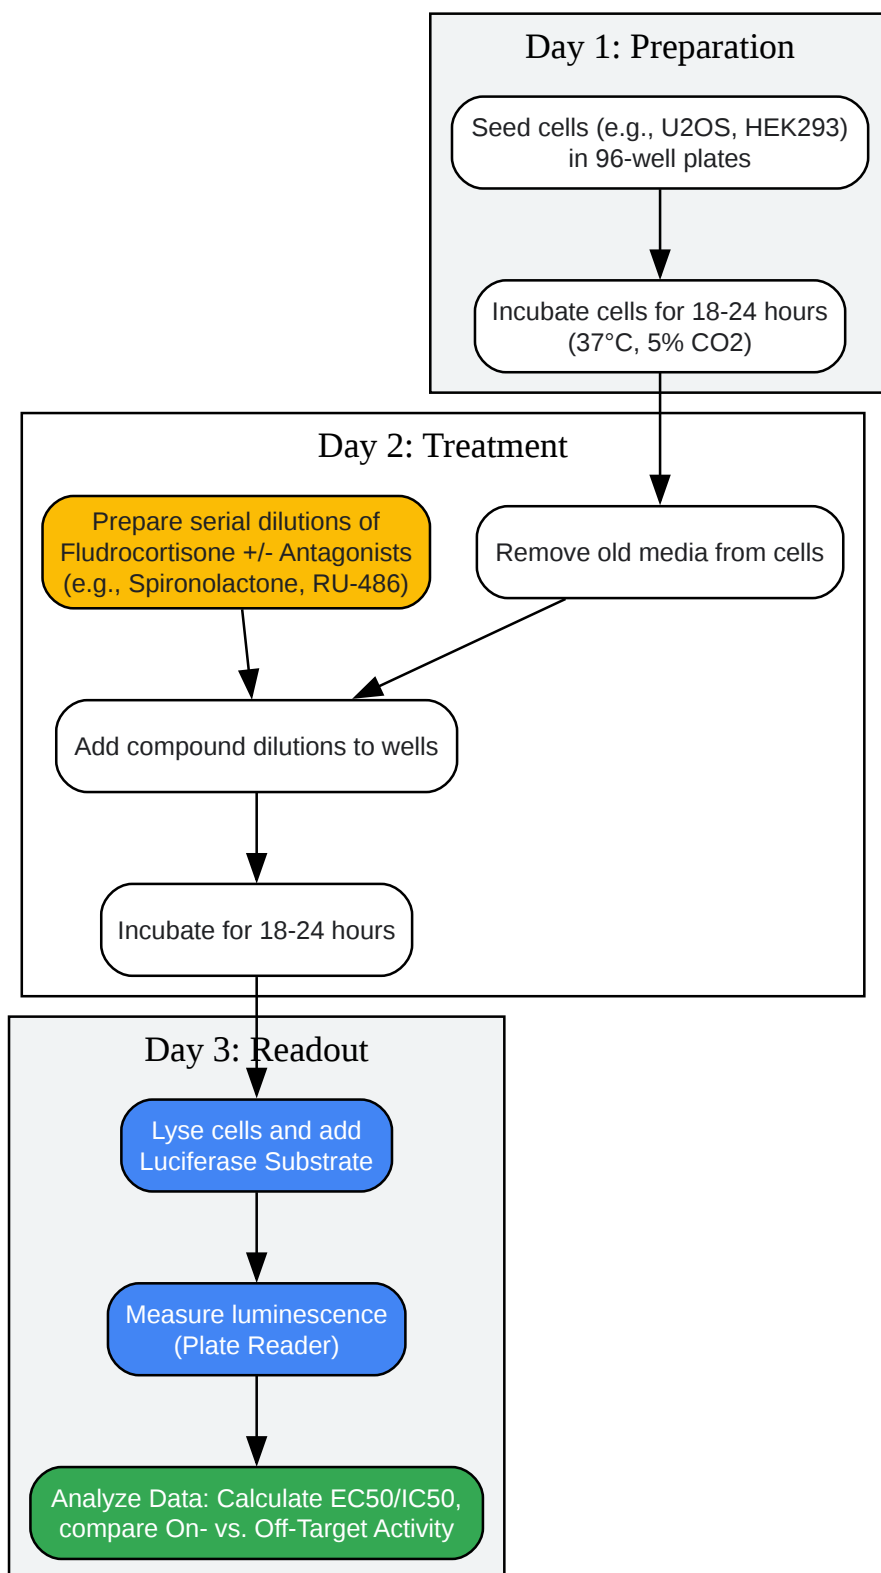 Day 1: Preparation
Seed cells (e.g., U2OS, HEK293)
in 96-well plates
Incubate cells for 18-24 hours
(37°C, 5% CO2)
Day 2: Treatment
Prepare serial dilutions of
Fludrocortisone +/- Antagonists
(e.g., Spironolactone, RU-486)
Remove old media from cells
Add compound dilutions to wells
Incubate for 18-24 hours
Day 3: Readout
Lyse cells and add
Luciferase Substrate
Measure luminescence
(Plate Reader)
Analyze Data: Calculate EC50/IC50,
compare On- vs. Off-Target Activity